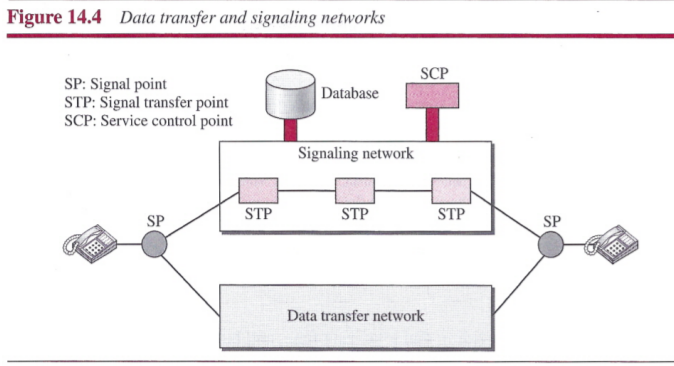 Figure 14.4 Data transfer and signaling networks
SP: Signal point
STP: Signal transfer point
SCP: Service control point
Database
SCP
Signaling network
STP
STP
STP
SP
SP
Data transfer network